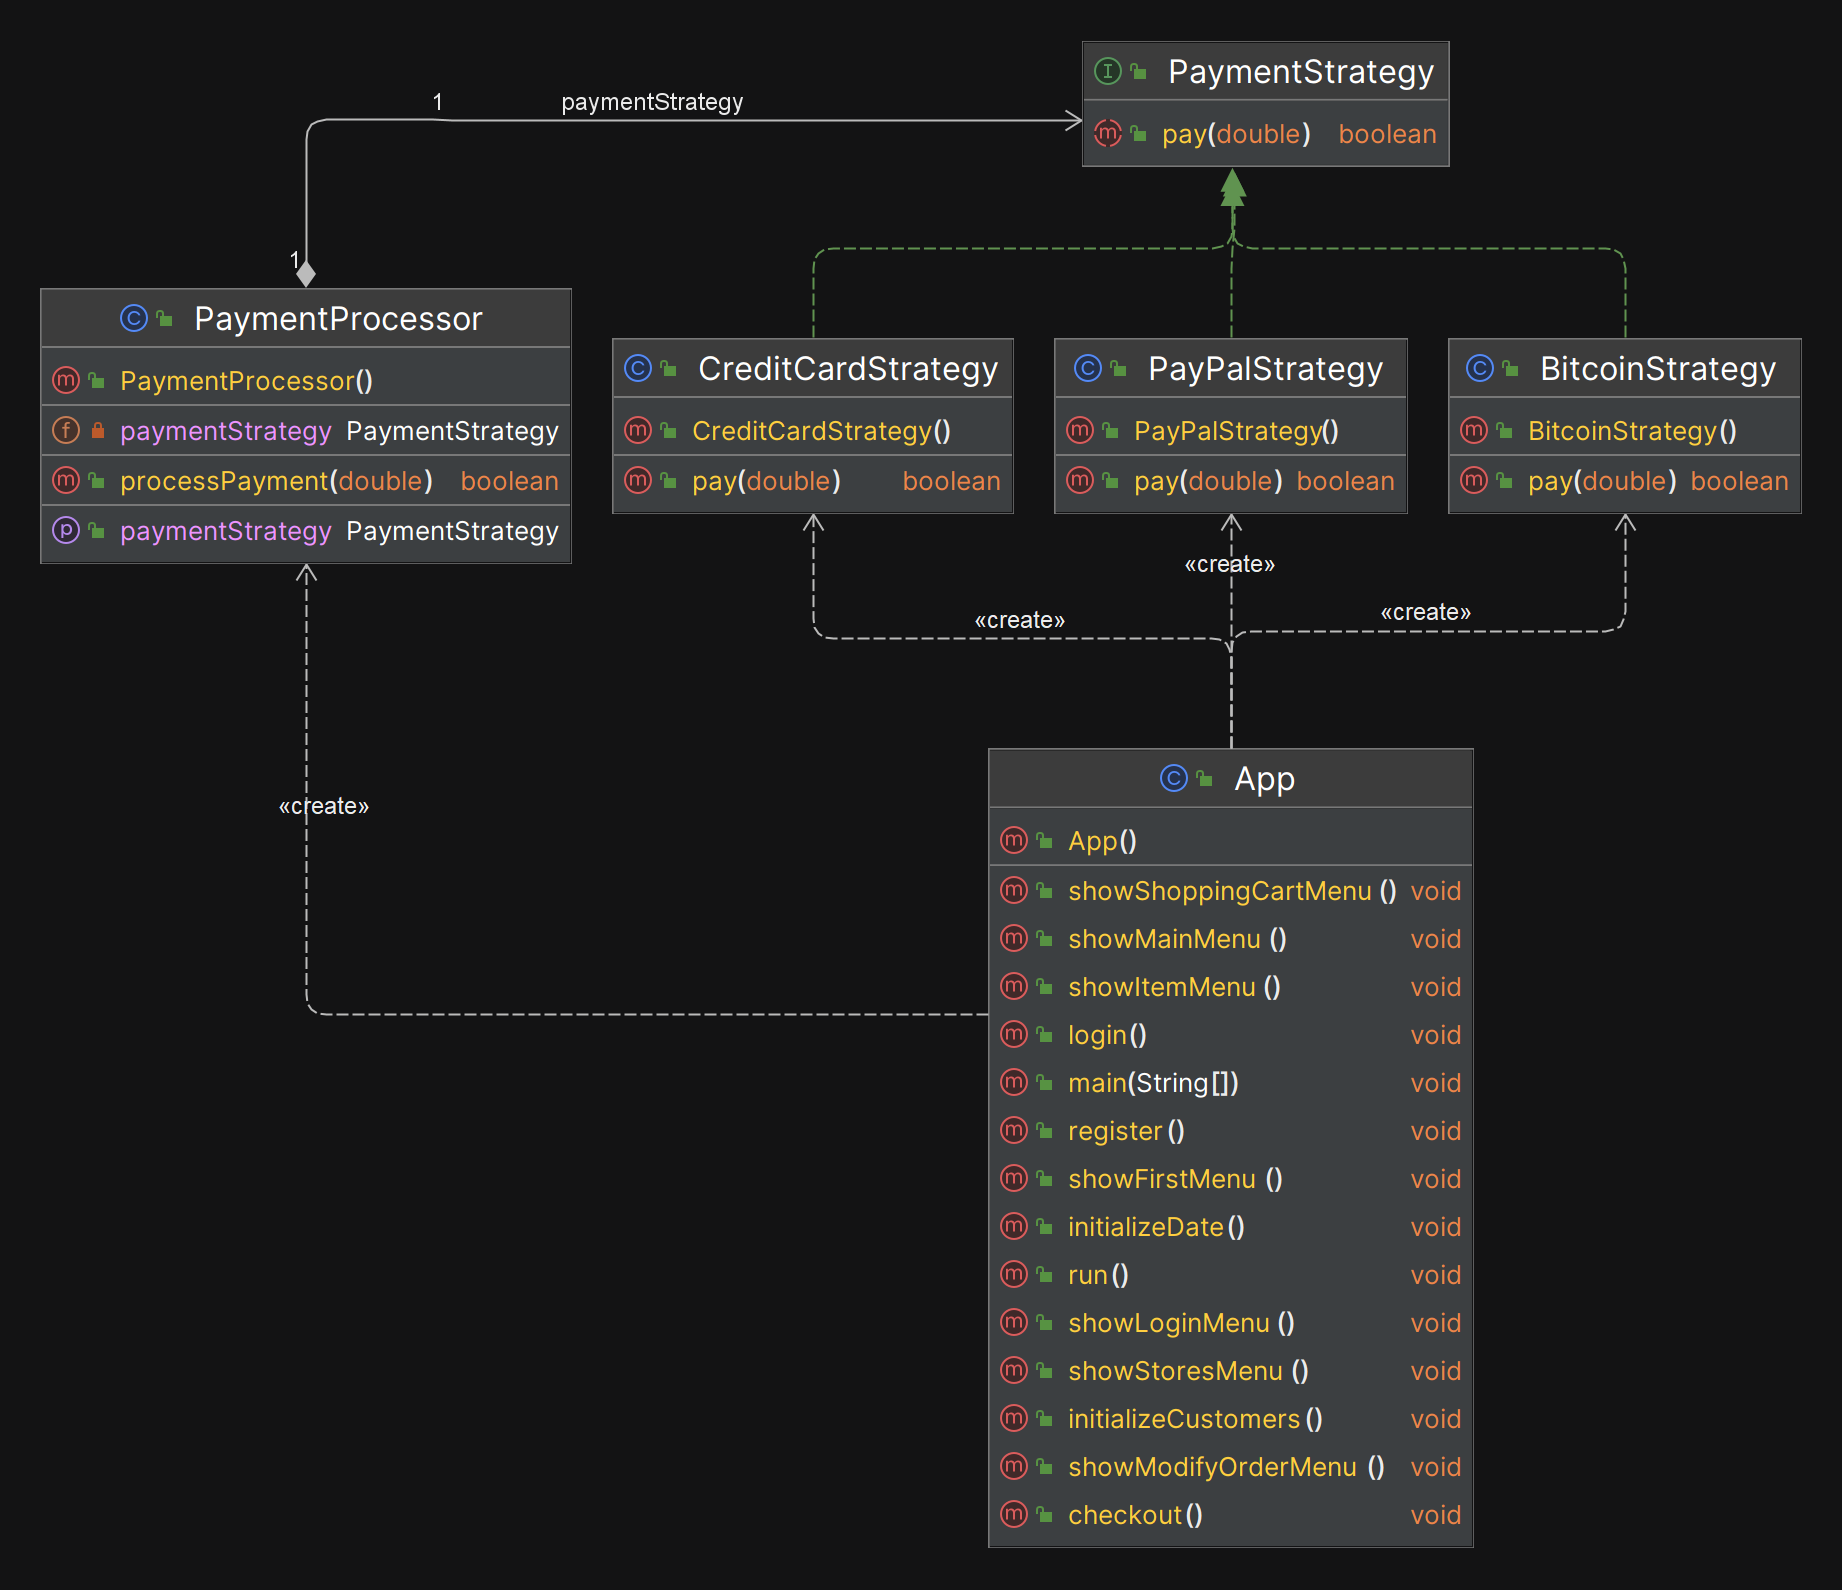 PaymentStrategy
pay(double) boolean
1
paymentStrategy
1
PaymentProcessor
PaymentProcessor()
paymentStrategy PaymentStrategy
processPayment(double) boolean
paymentStrategy PaymentStrategy
CreditCardStrategy
CreditCardStrategy()
pay(double) boolean
PayPalStrategy
PayPalStrategy()
pay(double) boolean
BitcoinStrategy
BitcoinStrategy()
pay(double) boolean
«create»
«create»
«create»
«create»
App
App()
showShoppingCartMenu () void
showMainMenu () void
showItemMenu () void
login() void
main(String[]) void
register() void
showFirstMenu () void
initializeDate() void
run() void
showLoginMenu () void
showStoresMenu () void
initializeCustomers() void
showModifyOrderMenu () void
checkout() void